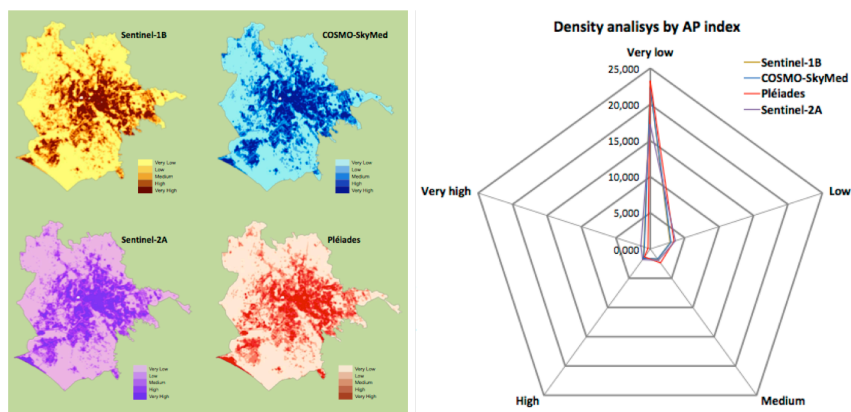 Sentinel-1B
Very Low
Low
Medium
High
Very High
COSMO-SkyMed
Very Low
Low
Medium
High
Very High
Sentinel-2A
Very Low
Low
Medium
High
Very High
Pléiades
Very Low
Low
Medium
High
Very High
Density analisys by AP index
Very low
25,000
20,000
15,000
10,000
5,000
0,000
Low
Medium
High
Very high
Sentinel-1B
COSMO-SkyMed
Pléiades
Sentinel-2A